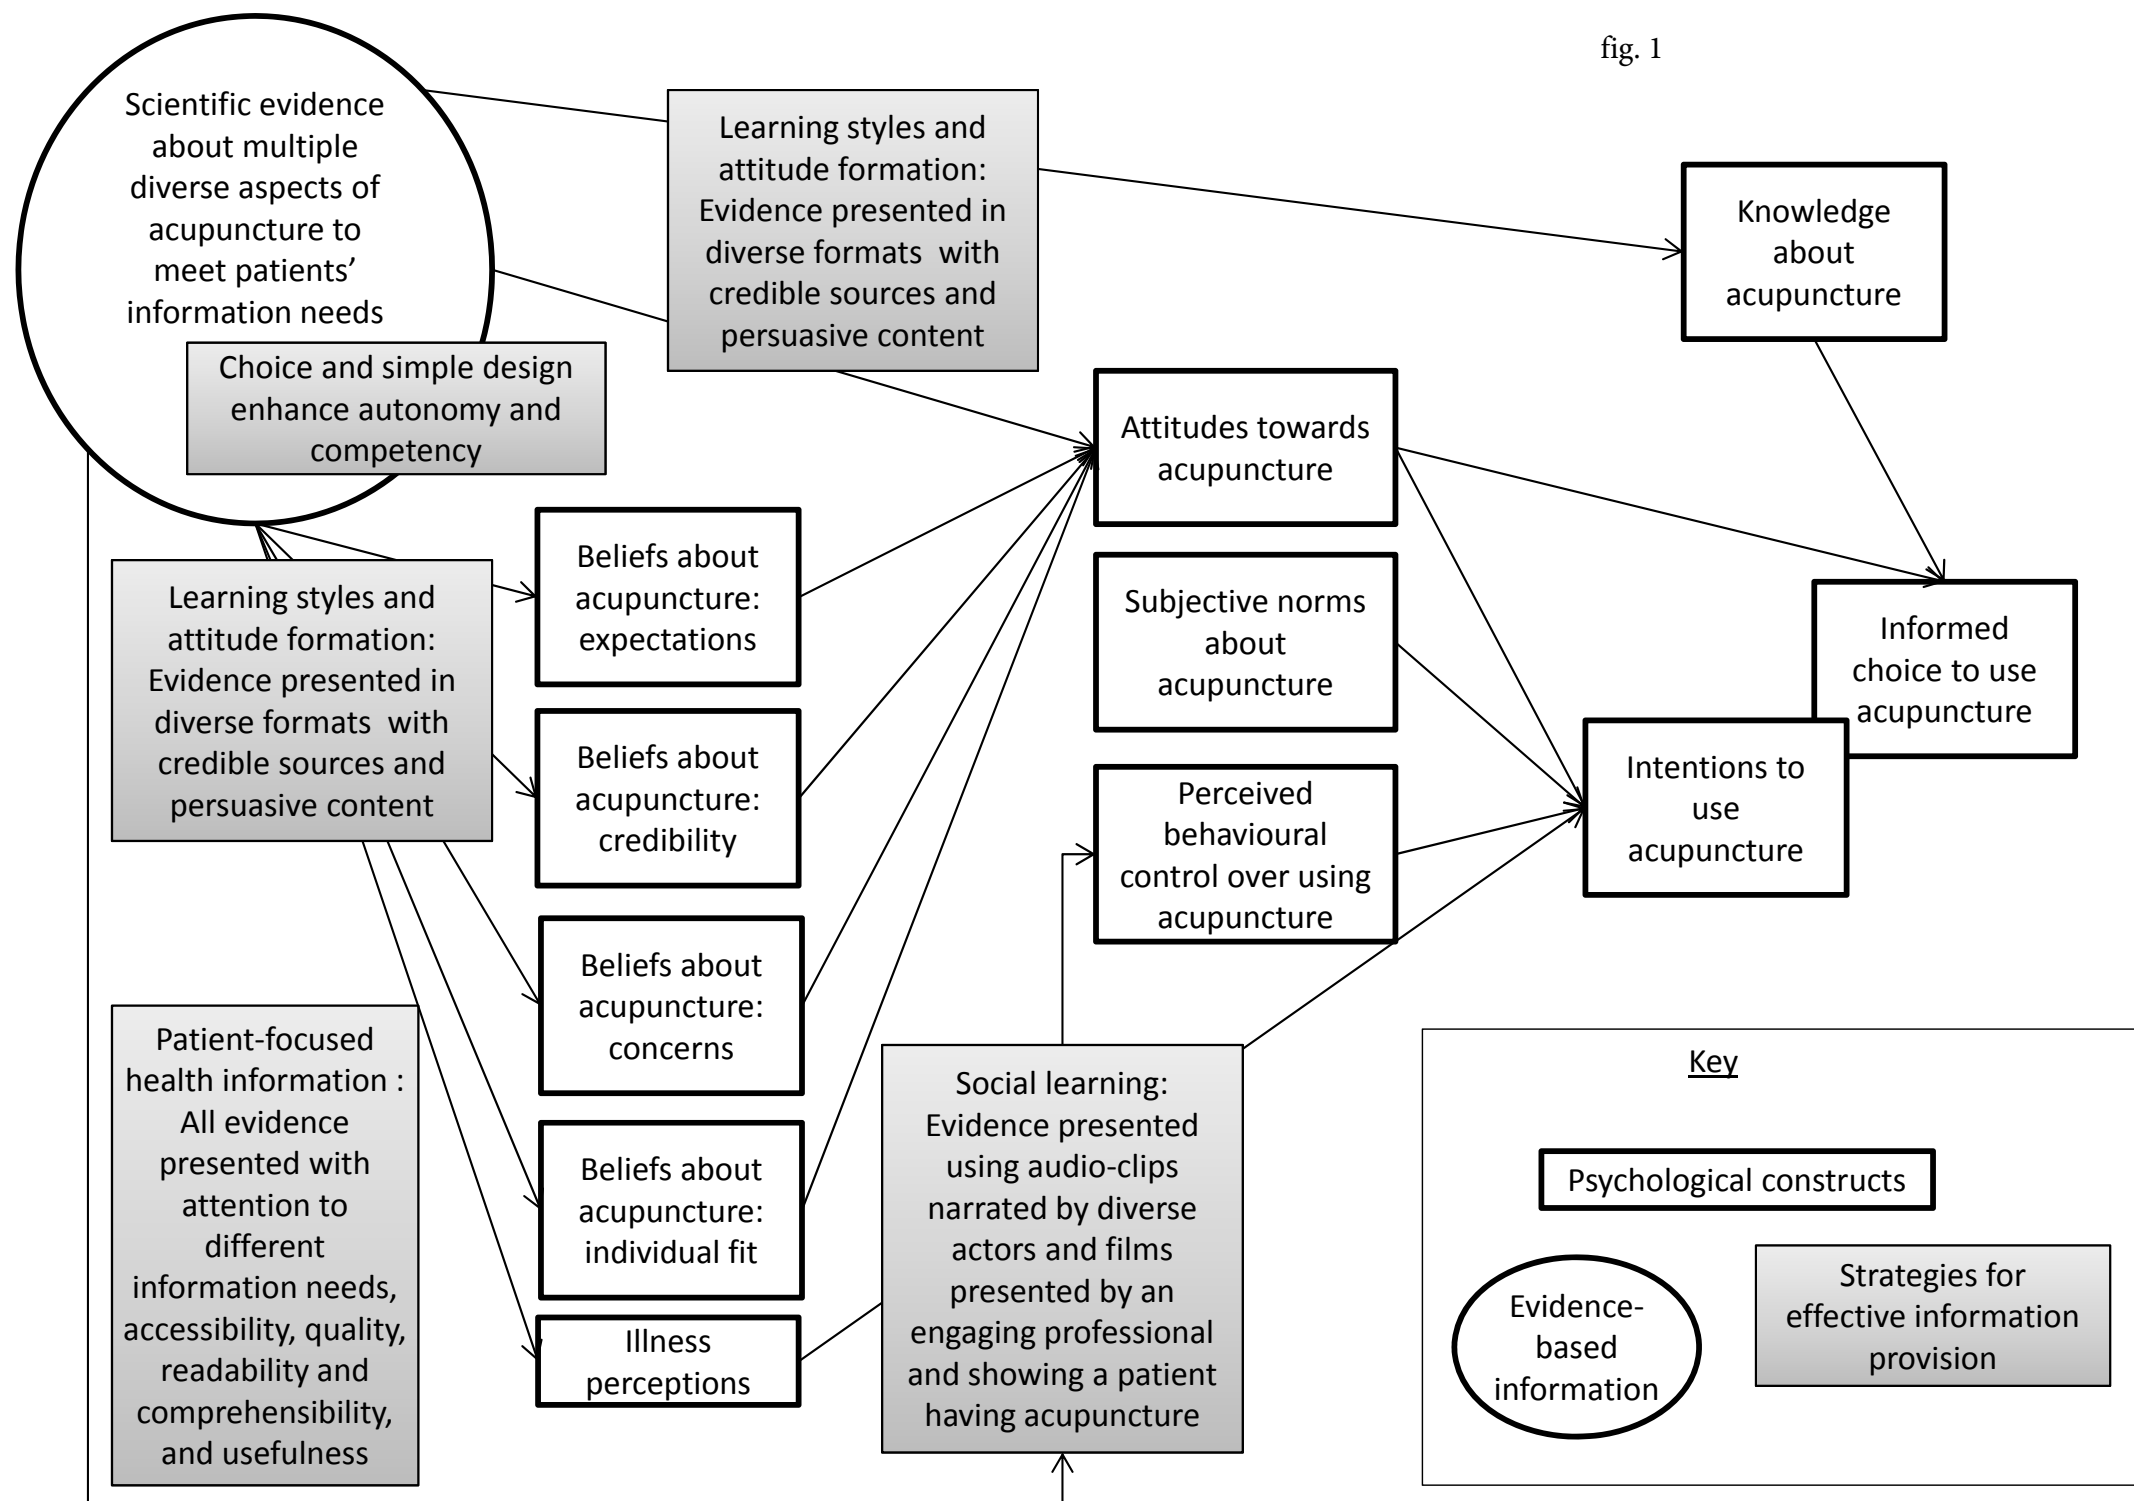 fig. 1
Scientific evidence
about multiple
diverse aspects of
acupuncture to
meet patients’
information needs
Choice and simple design
enhance autonomy and
competency
Learning styles and
attitude formation:
Evidence presented in
diverse formats  with
credible sources and
persuasive content
Knowledge
about
acupuncture
Attitudes towards
acupuncture
Beliefs about
acupuncture:
expectations
Subjective norms
about
acupuncture
Learning styles and
attitude formation:
Evidence presented in
diverse formats  with
credible sources and
persuasive content
Informed
choice to use
acupuncture
Beliefs about
acupuncture:
credibility
Intentions to
use
acupuncture
Perceived
behavioural
control over using
acupuncture
Beliefs about
acupuncture:
concerns
Patient-focused
health information :
All evidence
presented with
attention to
different
information needs,
accessibility, quality,
readability and
comprehensibility,
and usefulness
Beliefs about
acupuncture:
individual fit
Illness
perceptions
Social learning:
Evidence presented
using audio-clips
narrated by diverse
actors and films
presented by an
engaging professional
and showing a patient
having acupuncture
Key
Psychological constructs
Evidence-
based
information
Strategies for
effective information
provision